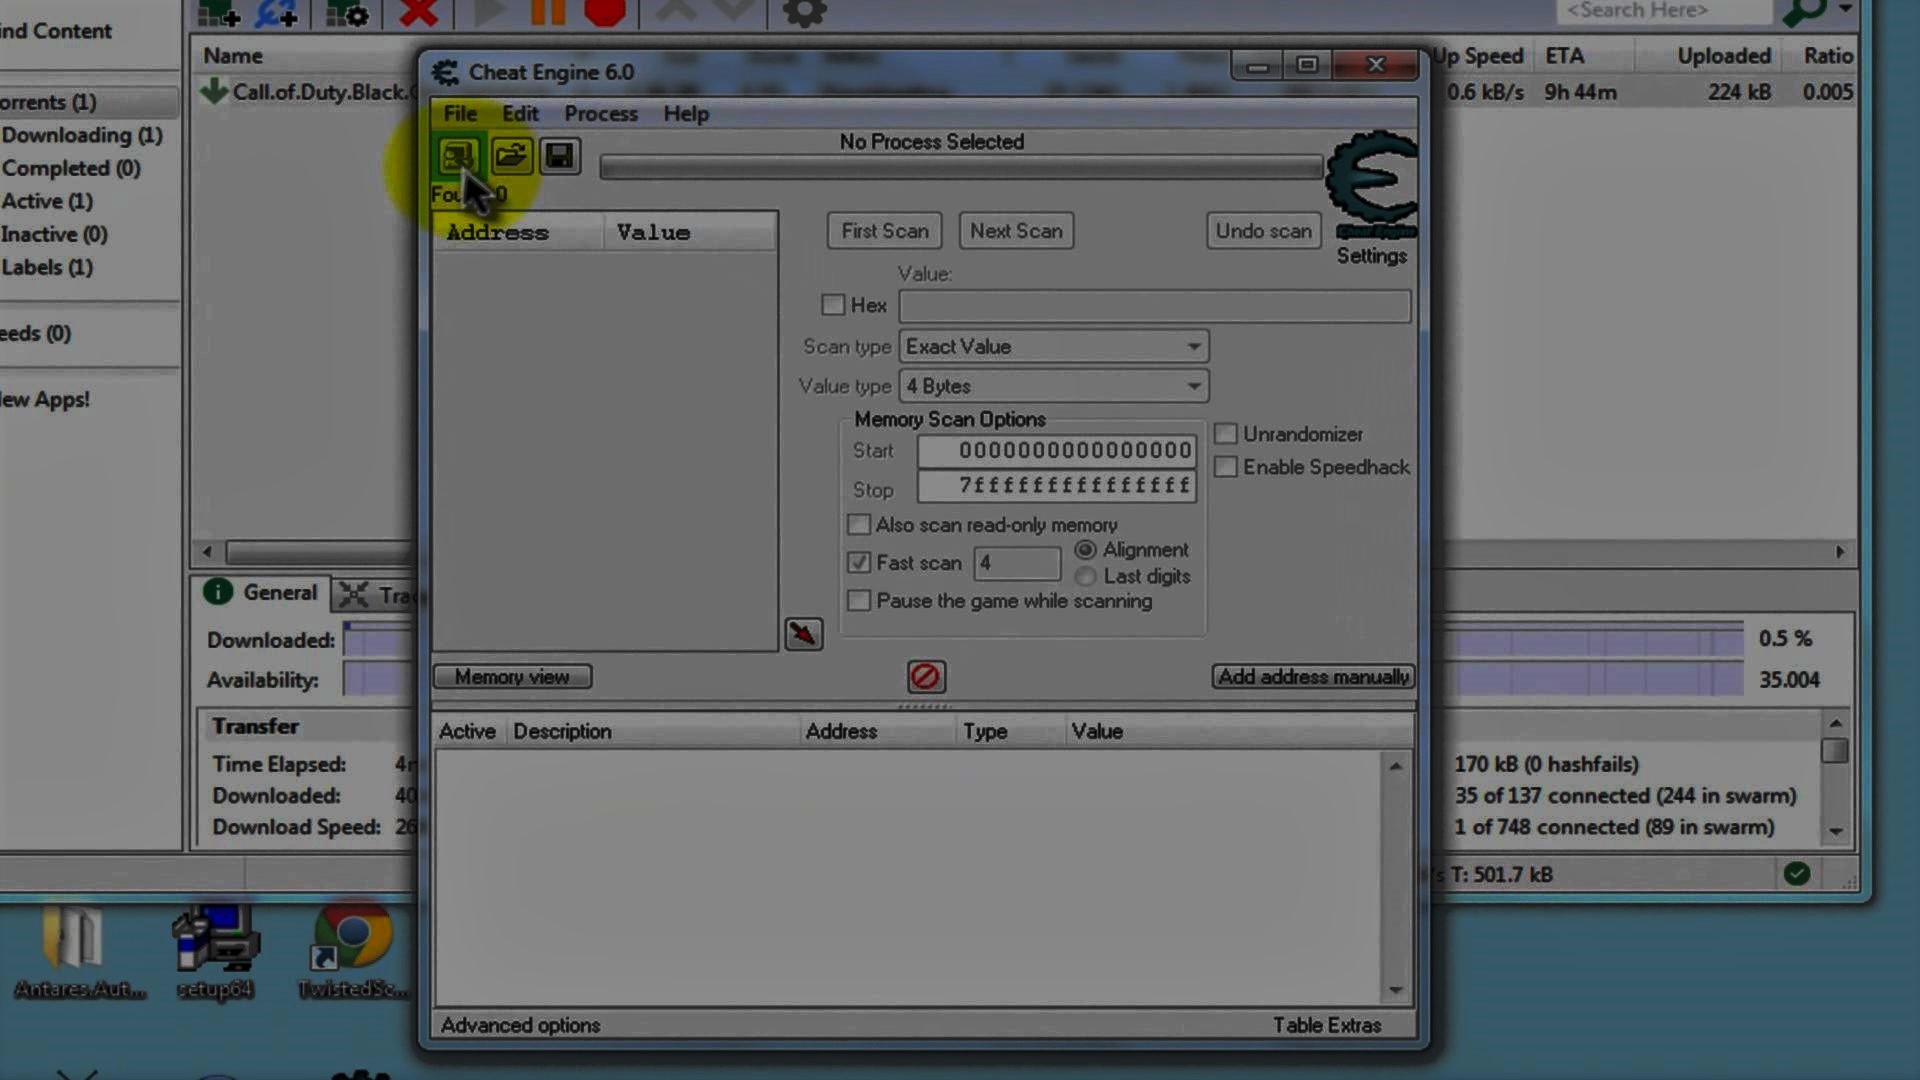 ind Content
<Search Here>
Name
Up Speed
ETA
Uploaded
Ratio
Call.of.Duty.Black.
0.6 kB/s
9h 44m
224 kB
0.005
orrents (1)
Downloading (1)
Completed (0)
Active (1)
Inactive (0)
Labels (1)
eeds (0)
lew Apps!
Cheat Engine 6.0
File Edit Process Help
No Process Selected
Address Value
First Scan
Next Scan
Undo scan
Cheat Engine
Settings
Value:
Hex
Scan type
Exact Value
Value type
4 Bytes
Memory Scan Options
Start
0000000000000000
Stop
7fffffffffffffff
Unrandomizer
Enable Speedhack
Also scan read-only memory
Fast scan
4
Alignment
Last digits
Pause the game while scanning
Memory view
Add address manually
Active Description Address Type Value
Advanced options
Table Extras
General
Downloaded:
0.5 %
Availability:
35.004
Transfer
Time Elapsed:
170 kB (0 hashfails)
Downloaded:
40
35 of 137 connected (244 in swarm)
Download Speed:
26
1 of 748 connected (89 in swarm)
T: 501.7 kB
Antares.Aut...
setup64
TwistedSc...